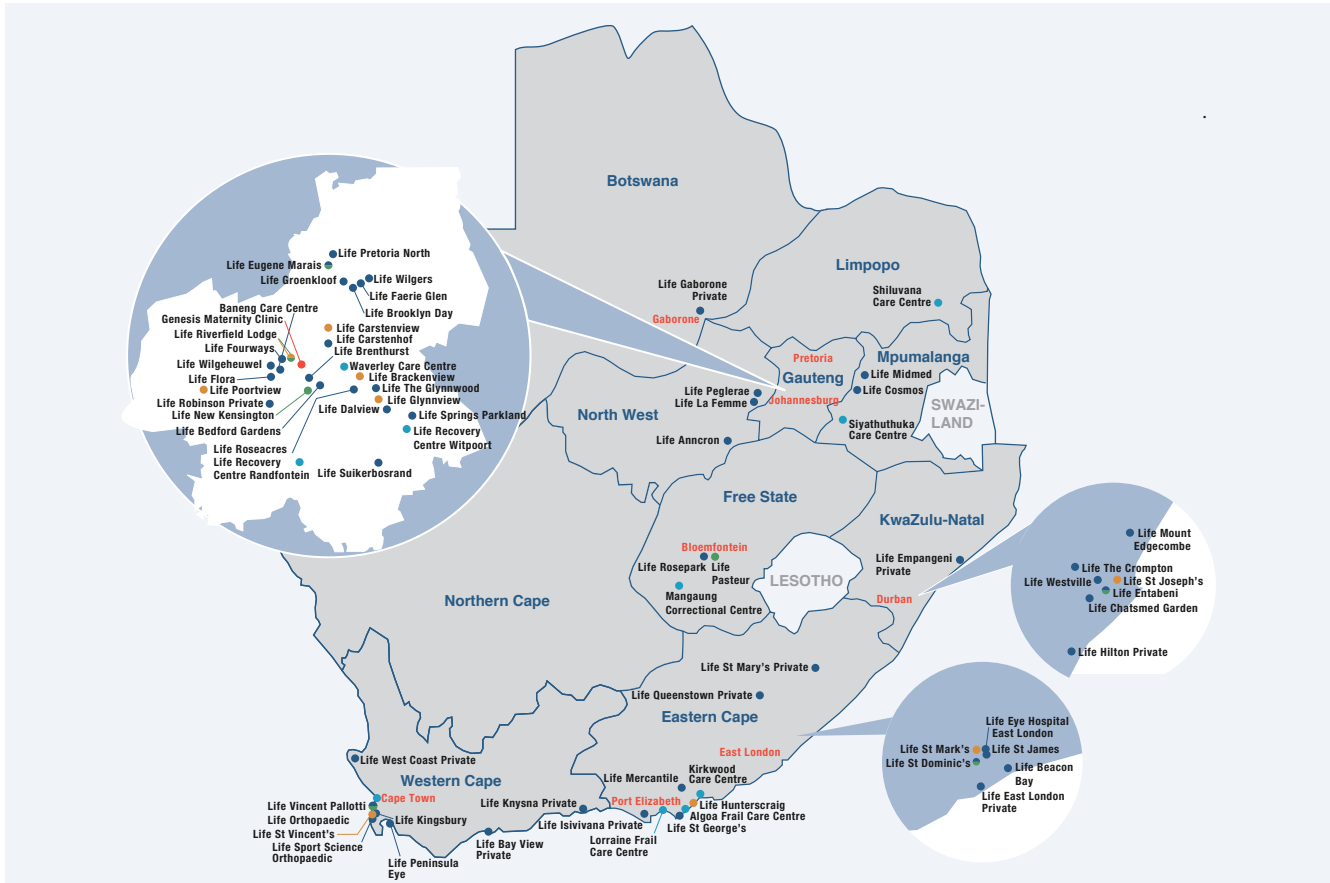 Botswana
Limpopo
Life Gaborone
Private
Gaborone
Shiluvana
Care Centre
Pretoria
Gauteng
Johannesburg
Mpumalanga
Life Midmed
Life Cosmos
Siyathuthuka
Care Centre
SWAZI-
LAND
North West
Life Peglerae
Life La Femme
Life Anncron
Life Pretoria North
Life Eugene Marais
Life Groenkloof
Life Wilgers
Life Faerie Glen
Life Brooklyn Day
Baneng Care Centre
Genesis Maternity Clinic
Life Riverfield Lodge
Life Fourways
Life Wilgeheuwel
Life Flora
Life Poortview
Life Robinson Private
Life New Kensington
Life Bedford Gardens
Life Roseacres
Life Recovery
Centre Randfontein
Life Carstenview
Life Carstenhof
Life Brenthurst
Waverley Care Centre
Life Brackenview
Life The Glynnwood
Life Glynnview
Life Dalview
Life Springs Parkland
Life Recovery
Centre Witpoort
Life Suikerbosrand
Free State
Bloemfontein
Life Rosepark
Life
Pasteur
Mangaung
Correctional Centre
LESOTHO
KwaZulu-Natal
Life Empangeni
Private
Durban
Life Mount
Edgecombe
Life The Crompton
Life Westville
Life St Joseph's
Life Entabeni
Life Chatsmed Garden
Life Hilton Private
Northern Cape
Life St Mary's Private
Life Queenstown Private
Eastern Cape
East London
Life Eye Hospital
East London
Life St Mark's
Life St James
Life St Dominic's
Life Beacon
Bay
Life East London
Private
Life West Coast Private
Western Cape
Cape Town
Life Vincent Pallotti
Life Orthopaedic
Life Kingsbury
Life St Vincent's
Life Sport Science
Orthopaedic
Life Peninsula
Eye
Life Bay View
Private
Life Knysna Private
Life Isivivana Private
Life Mercantile
Kirkwood
Care Centre
Port Elizabeth
Life Hunterscraig
Algoa Frail Care Centre
Life St George's
Lorraine Frail
Care Centre